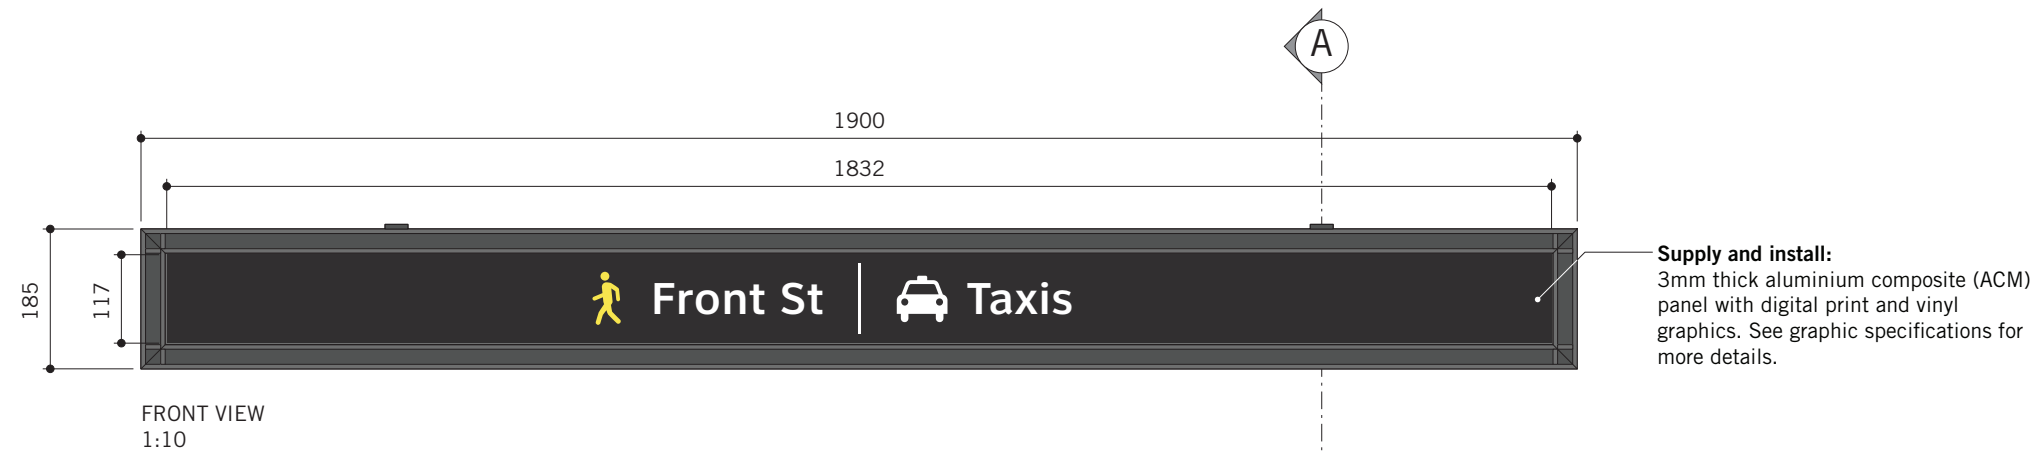 A
1900
1832
185
117
Front St
Taxis
Supply and install:
3mm thick aluminium composite (ACM)
panel with digital print and vinyl
graphics. See graphic specifications for
more details.
FRONT VIEW
1:10